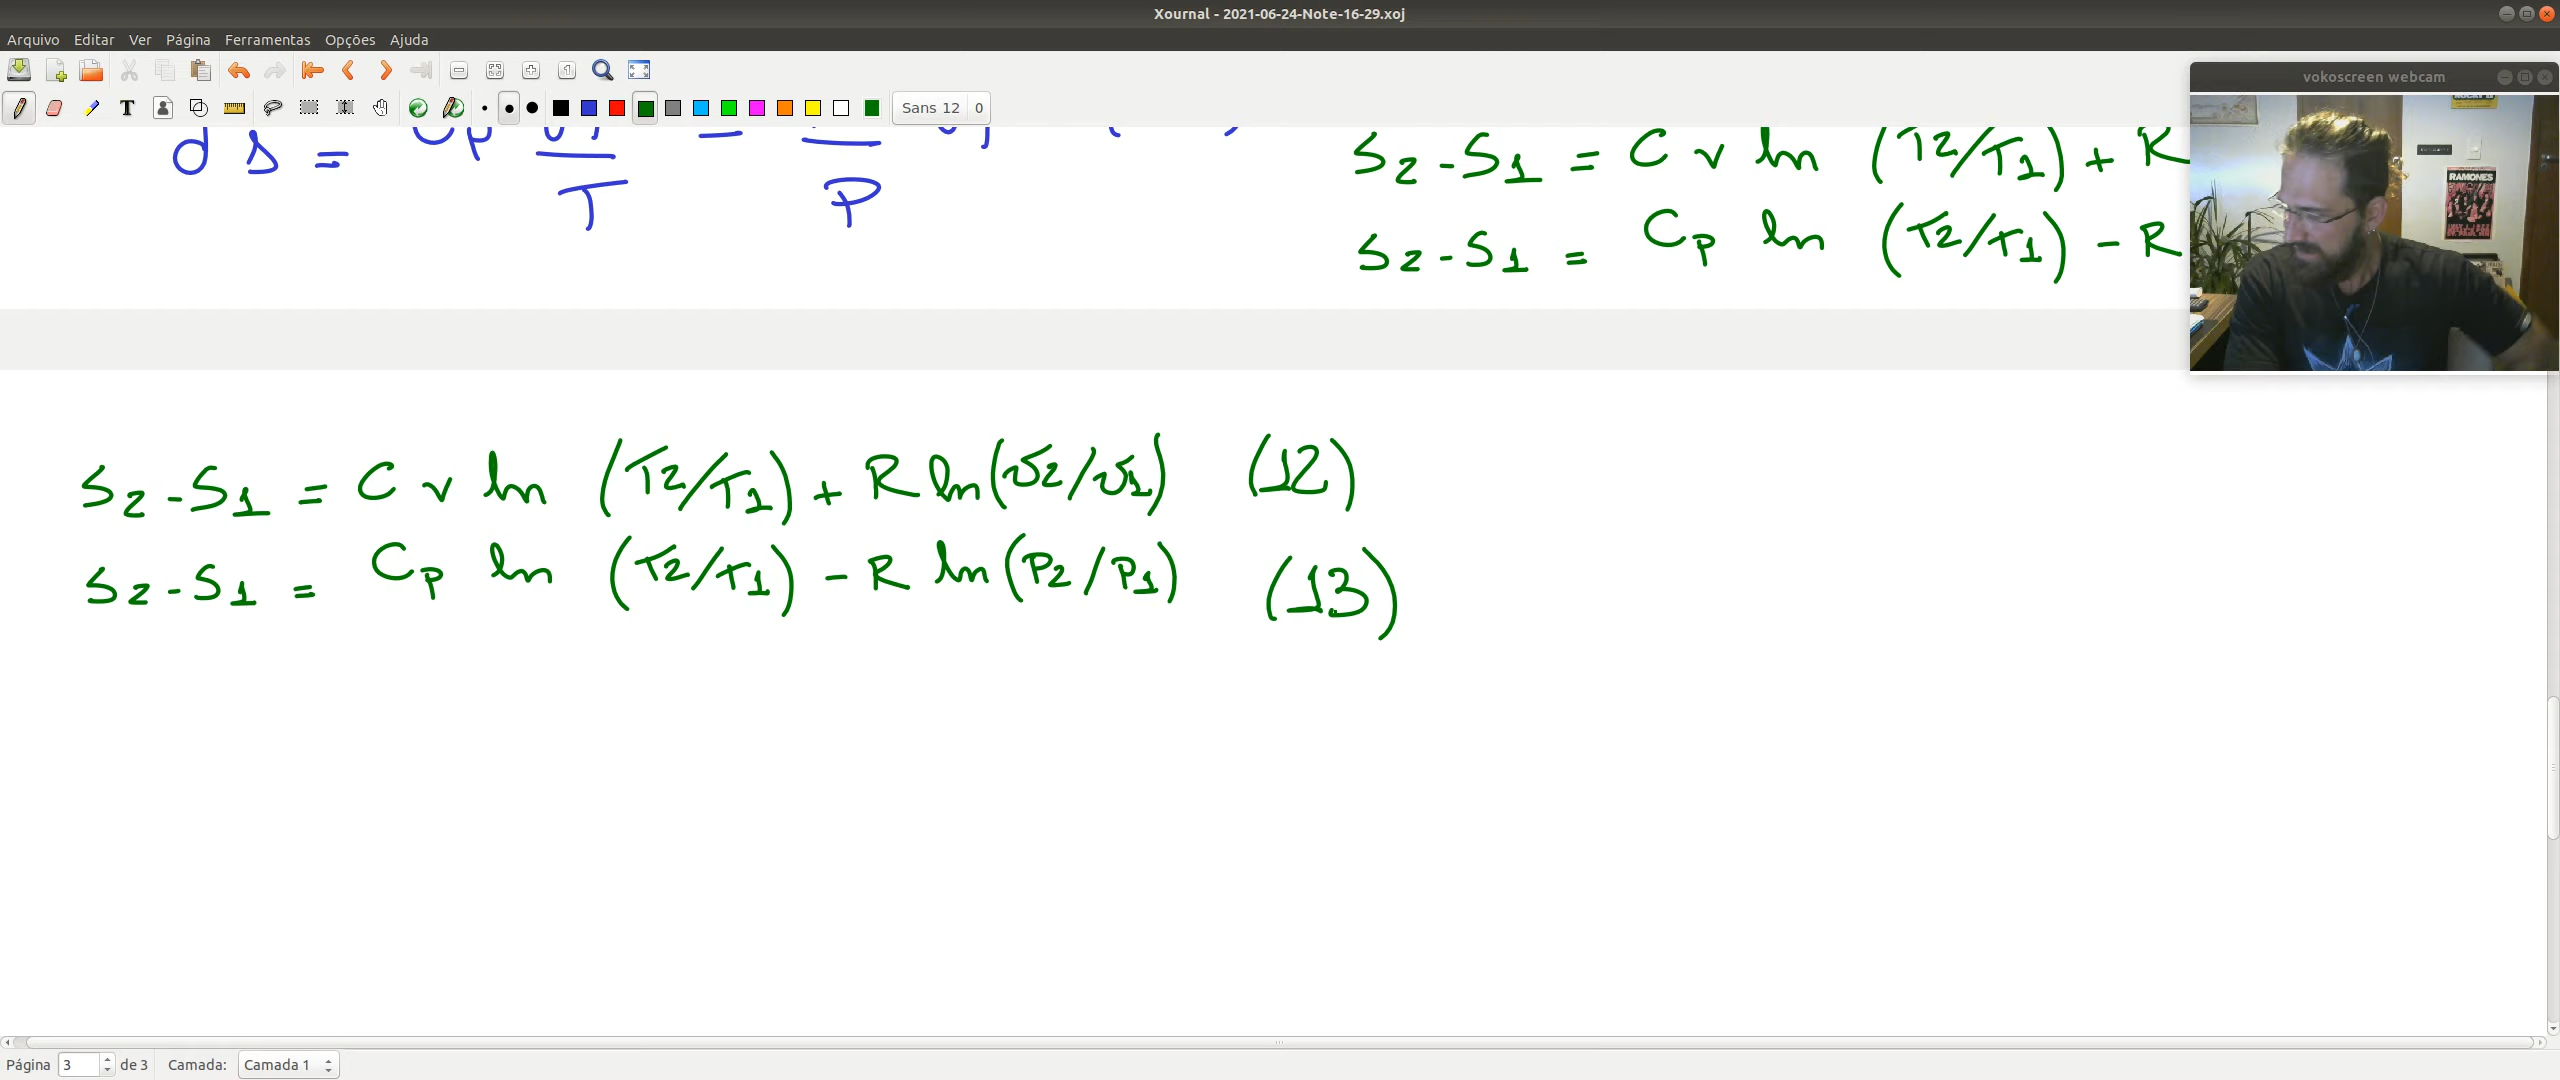 Xournal - 2021-06-24-Note-16-29.xoj
Arquivo Editar Ver Página Ferramentas Opções Ajuda
Sans 12 0
vokoscreen webcam
RAMONES
ds = Cp
T P
S2-S1 = Cv ln (T2/T1) + R
S2-S1 = Cp ln (T2/T1) - R
S2-S1 = Cv ln (T2/T1) + R ln(v2/v1) (12)
S2-S1 = Cp ln (T2/T1) - R ln(P2/P1) (13)
Página 3 de 3 Camada: Camada 1